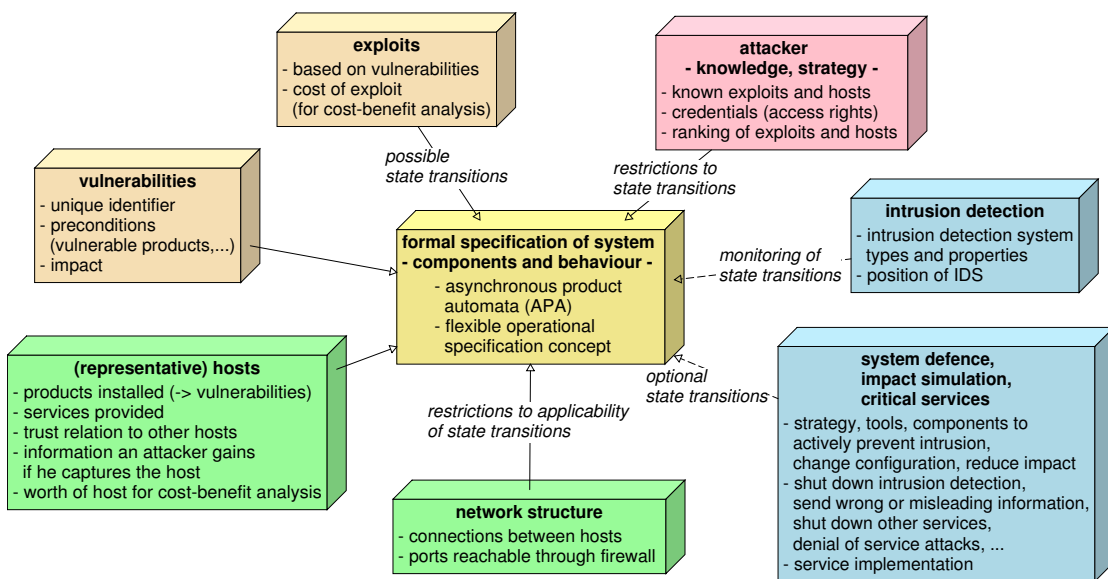 exploits
- based on vulnerabilities
- cost of exploit
(for cost-benefit analysis)
attacker
- knowledge, strategy -
- known exploits and hosts
- credentials (access rights)
- ranking of exploits and hosts
possible
state transitions
restrictions to
state transitions
vulnerabilities
- unique identifier
- preconditions
(vulnerable products,...)
- impact
formal specification of system
- components and behaviour -
- asynchronous product
automata (APA)
- flexible operational
specification concept
monitoring of
state transitions
intrusion detection
- intrusion detection system
types and properties
- position of IDS
(representative) hosts
- products installed (-> vulnerabilities)
- services provided
- trust relation to other hosts
- information an attacker gains
if he captures the host
- worth of host for cost-benefit analysis
restrictions to applicability
of state transitions
optional
state transitions
system defence,
impact simulation,
critical services
- strategy, tools, components to
actively prevent intrusion,
change configuration, reduce impact
- shut down intrusion detection,
send wrong or misleading information,
shut down other services,
denial of service attacks, ...
- service implementation
network structure
- connections between hosts
- ports reachable through firewall